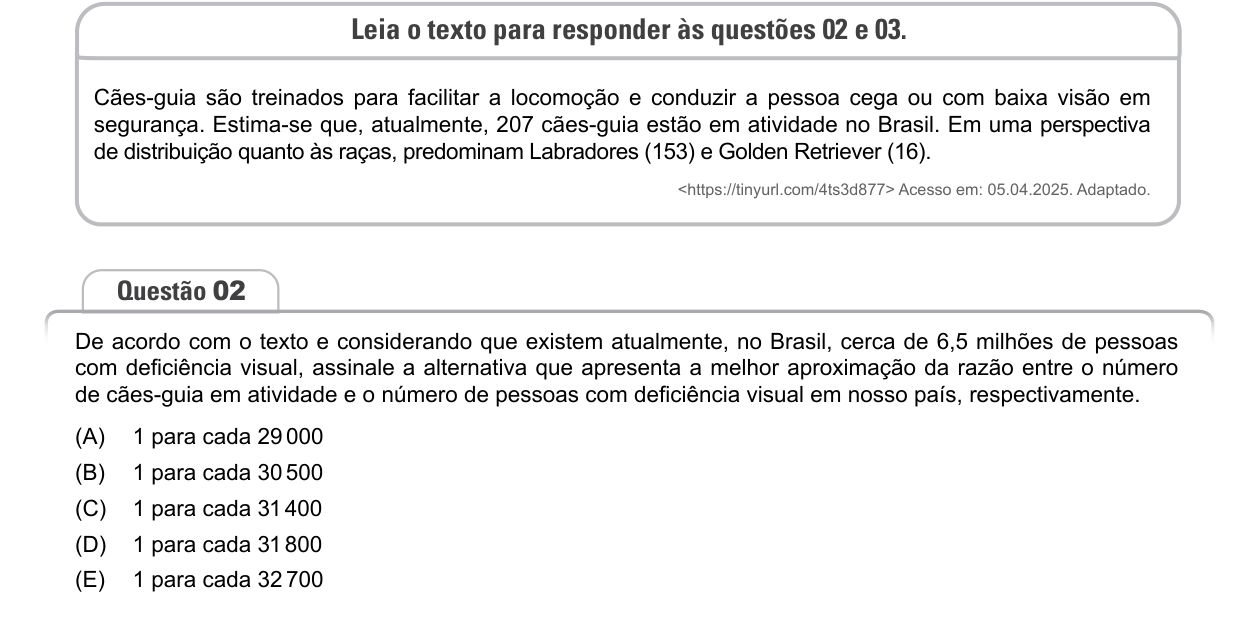 Leia o texto para responder às questões 02 e 03.
Cães-guia são treinados para facilitar a locomoção e conduzir a pessoa cega ou com baixa visão em
segurança. Estima-se que, atualmente, 207 cães-guia estão em atividade no Brasil. Em uma perspectiva
de distribuição quanto às raças, predominam Labradores (153) e Golden Retriever (16).
<https://tinyurl.com/4ts3d877> Acesso em: 05.04.2025. Adaptado.
Questão 02
De acordo com o texto e considerando que existem atualmente, no Brasil, cerca de 6,5 milhões de pessoas
com deficiência visual, assinale a alternativa que apresenta a melhor aproximação da razão entre o número
de cães-guia em atividade e o número de pessoas com deficiência visual em nosso país, respectivamente.
(A) 1 para cada 29 000
(B) 1 para cada 30 500
(C) 1 para cada 31 400
(D) 1 para cada 31 800
(E) 1 para cada 32 700